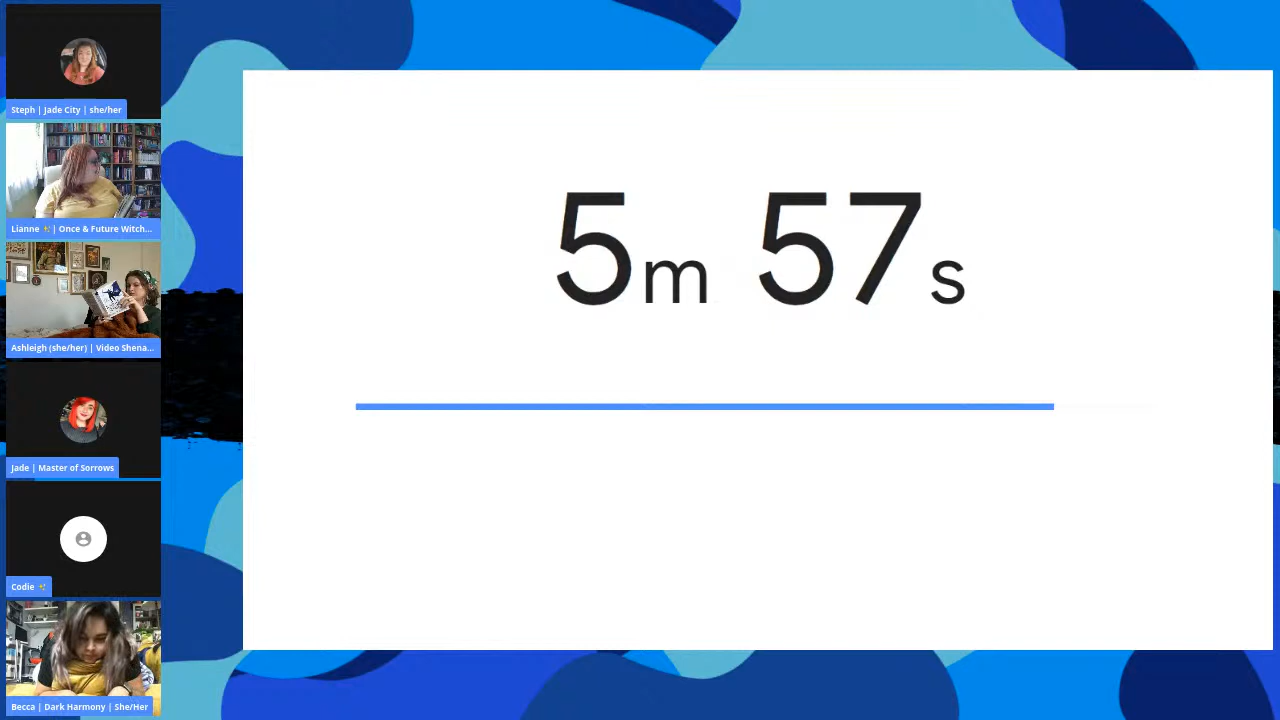 Steph | Jade City | she/her
Lianne ✨ | Once & Future Witch...
Ashleigh (she/her) | Video Shena...
Jade | Master of Sorrows
Codie ✨
Becca | Dark Harmony | She/Her
5m 57s